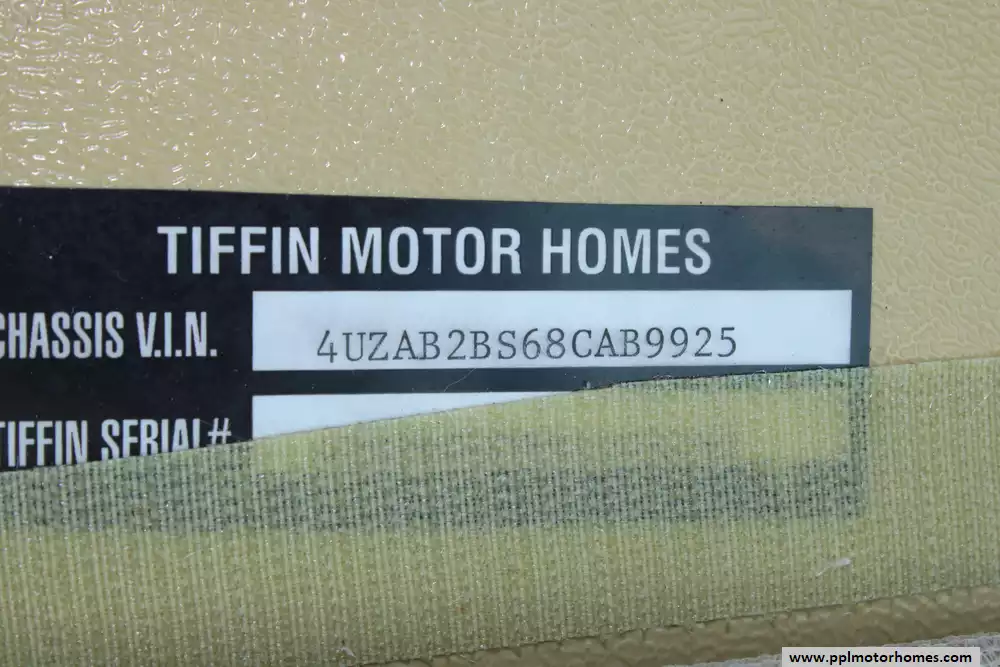 TIFFIN MOTOR HOMES
CHASSIS V.I.N. 4UZAB2BS68CAB9925
TIFFIN SERIAL#
www.pplmotorhomes.com